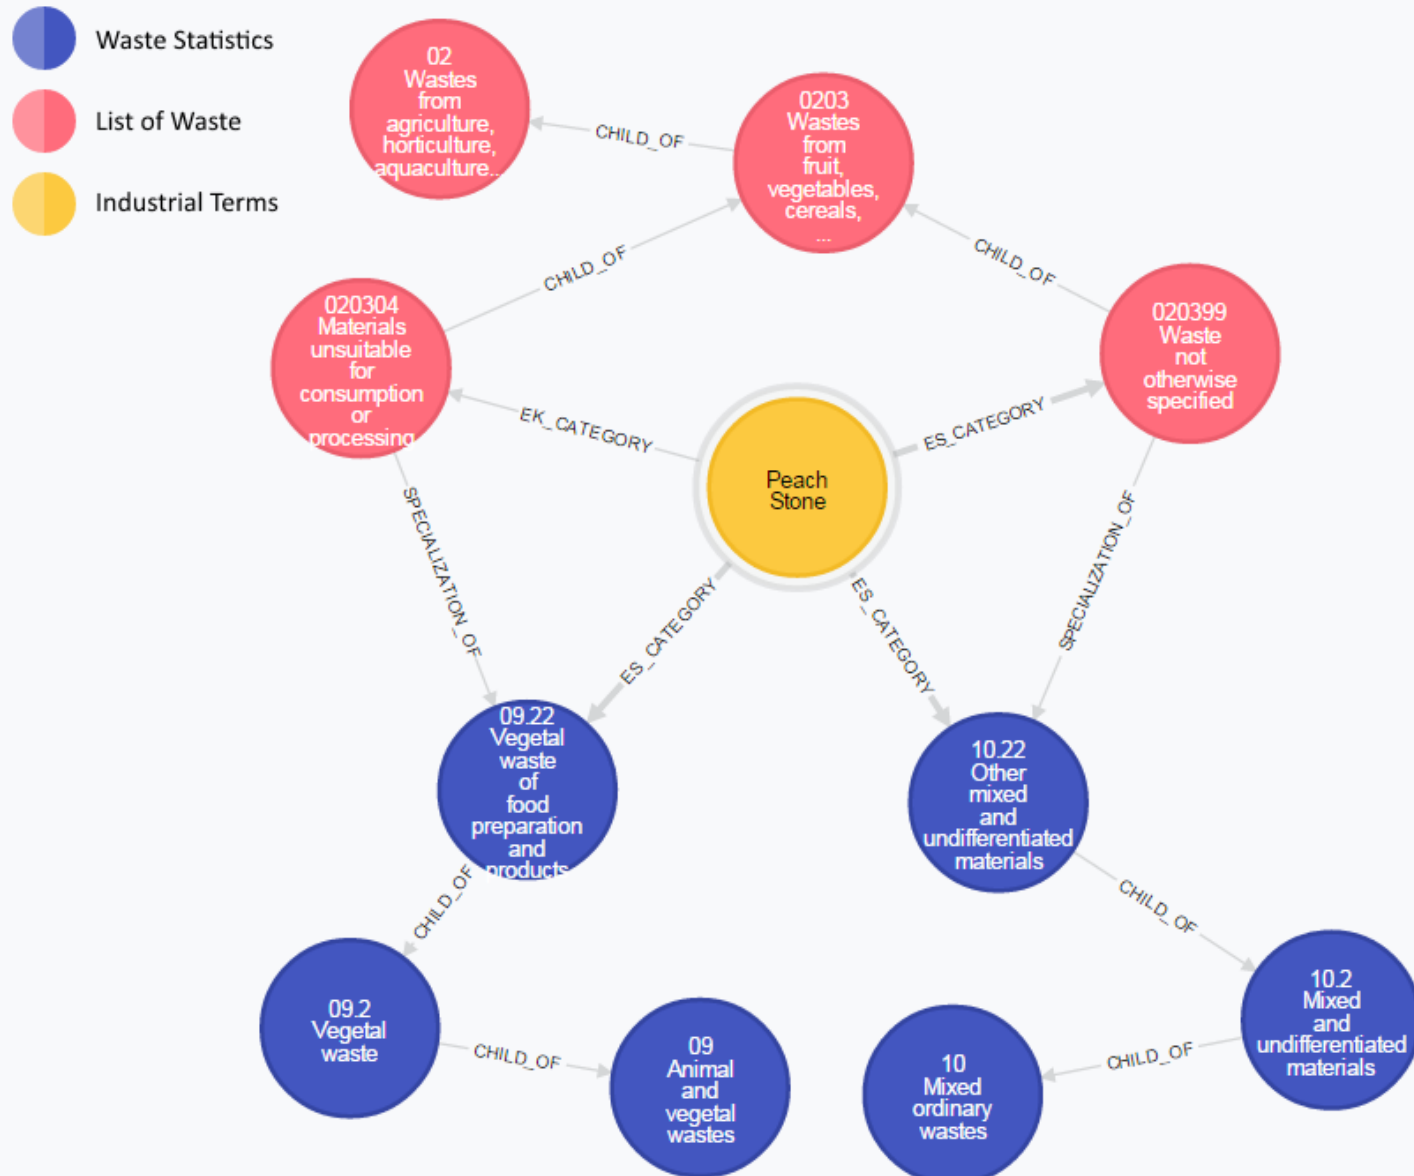 Waste Statistics
List of Waste
Industrial Terms
02
Wastes
from
agriculture,
horticulture,
aquaculture...
CHILD_OF
0203
Wastes
from
fruit,
vegetables,
cereals,
...
CHILD_OF
CHILD_OF
020304
Materials
unsuitable
for
consumption
or
processing
020399
Waste
not
otherwise
specified
EK_CATEGORY
ES_CATEGORY
Peach
Stone
SPECIALIZATION_OF
ES_CATEGORY
ES_CATEGORY
SPECIALIZATION_OF
09.22
Vegetal
waste
of
food
preparation
and
products
10.22
Other
mixed
and
undifferentiated
materials
CHILD_OF
CHILD_OF
09.2
Vegetal
waste
CHILD_OF
09
Animal
and
vegetal
wastes
10
Mixed
ordinary
wastes
CHILD_OF
10.2
Mixed
and
undifferentiated
materials